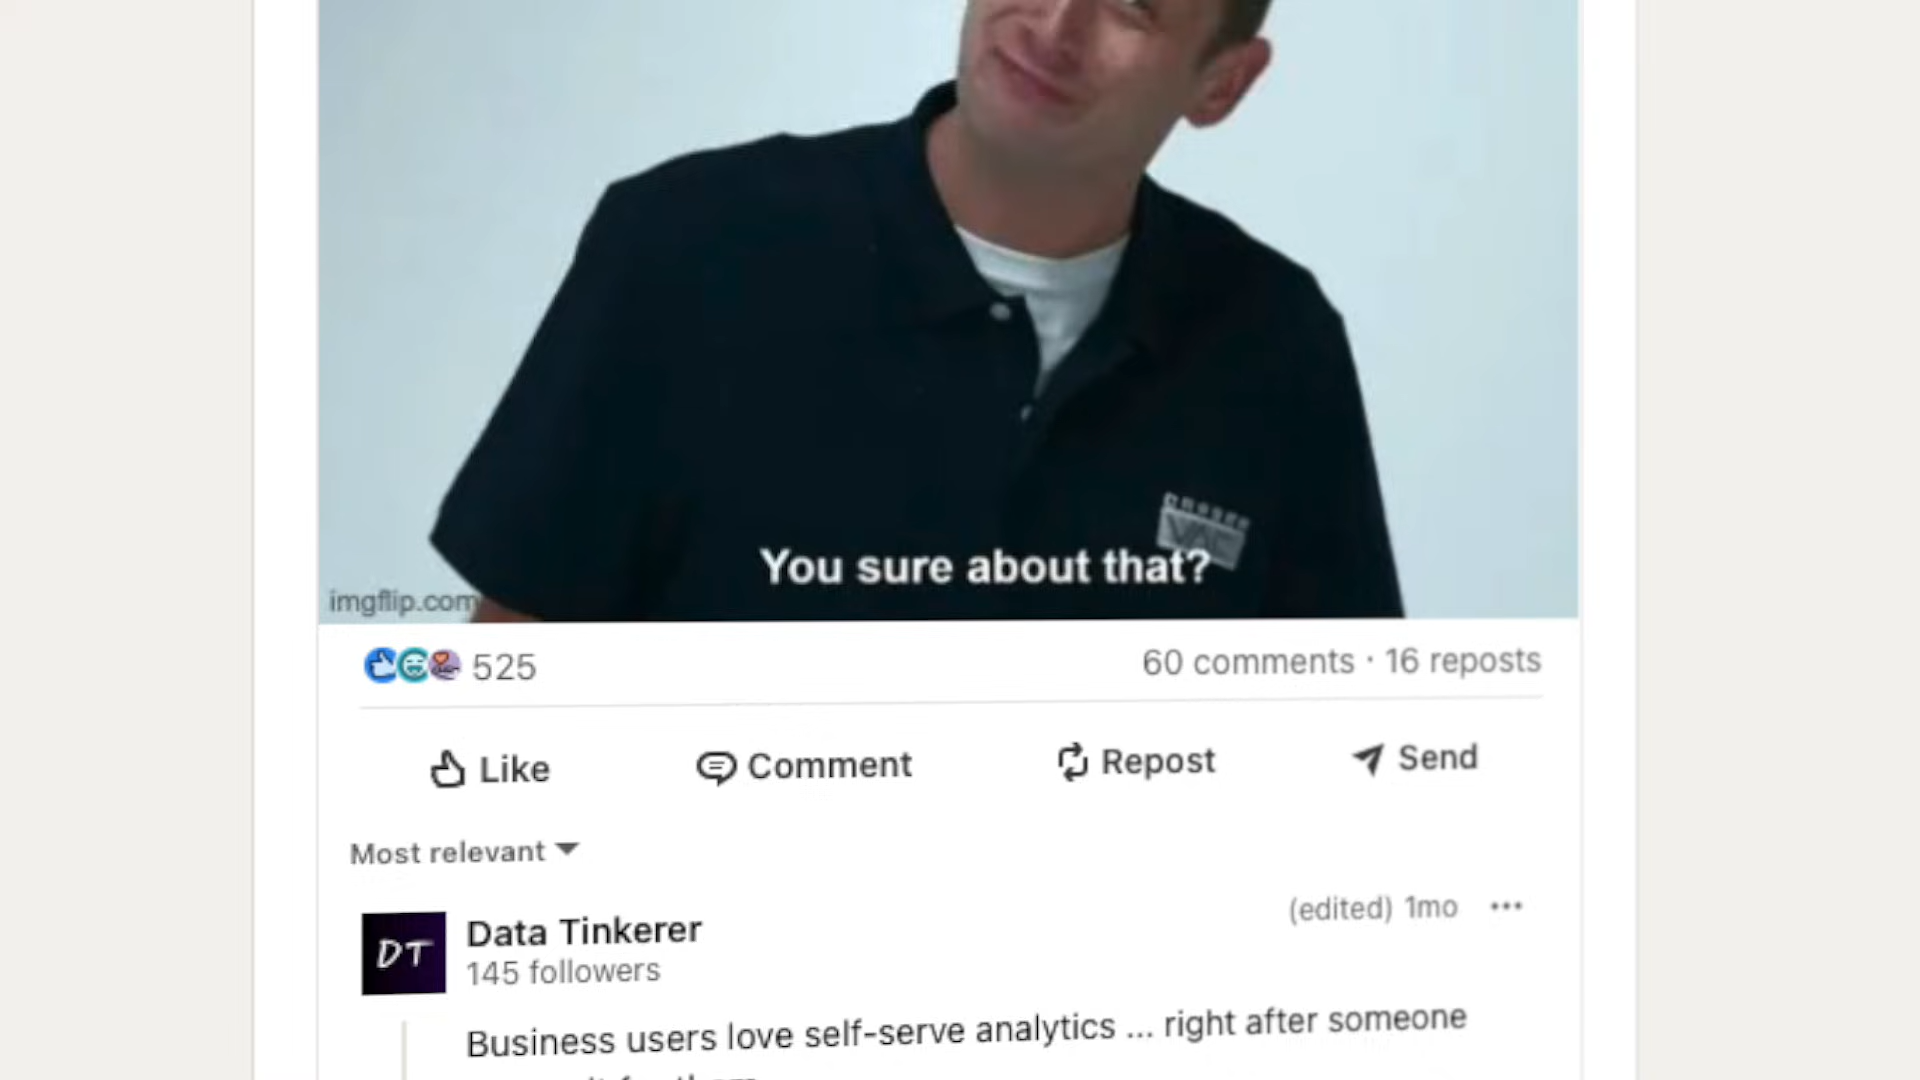 VAC
You sure about that?
imgflip.com
525
60 comments · 16 reposts
Like
Comment
Repost
Send
Most relevant
(edited) 1mo
DT
Data Tinkerer
145 followers
Business users love self-serve analytics ... right after someone